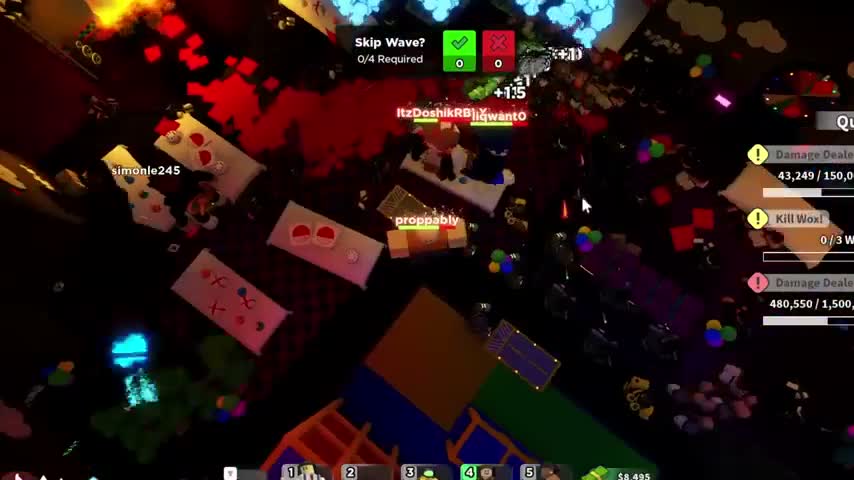 Skip Wave?
0/4 Required
0
0
+15
liqwant0
simonle245
proppably
Qu
! Damage Deale
43,249 / 150,0
! Kill Wox!
0 / 3 W
! Damage Deale
480,550 / 1,500,
1
2
3
4
5
$8,495